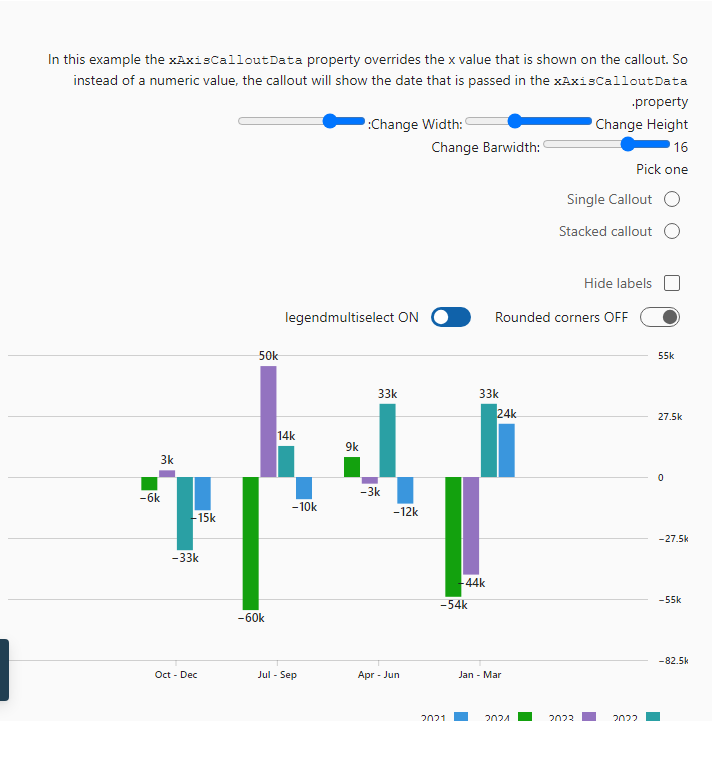 In this example the xAxisCalloutData property overrides the x value that is shown on the callout. So
instead of a numeric value, the callout will show the date that is passed in the xAxisCalloutData
.property
:Change Width: Change Height
Change Barwidth: 16
Pick one
Single Callout
Stacked callout
Hide labels
legendmultiselect ON Rounded corners OFF
50k 55k
33k 33k
24k 27.5k
14k
9k
3k
0
−6k −3k
−15k −10k −12k
−27.5k
−33k
−44k
−54k −55k
−60k
−82.5k
Oct - Dec Jul - Sep Apr - Jun Jan - Mar
2021 2024 2023 2022